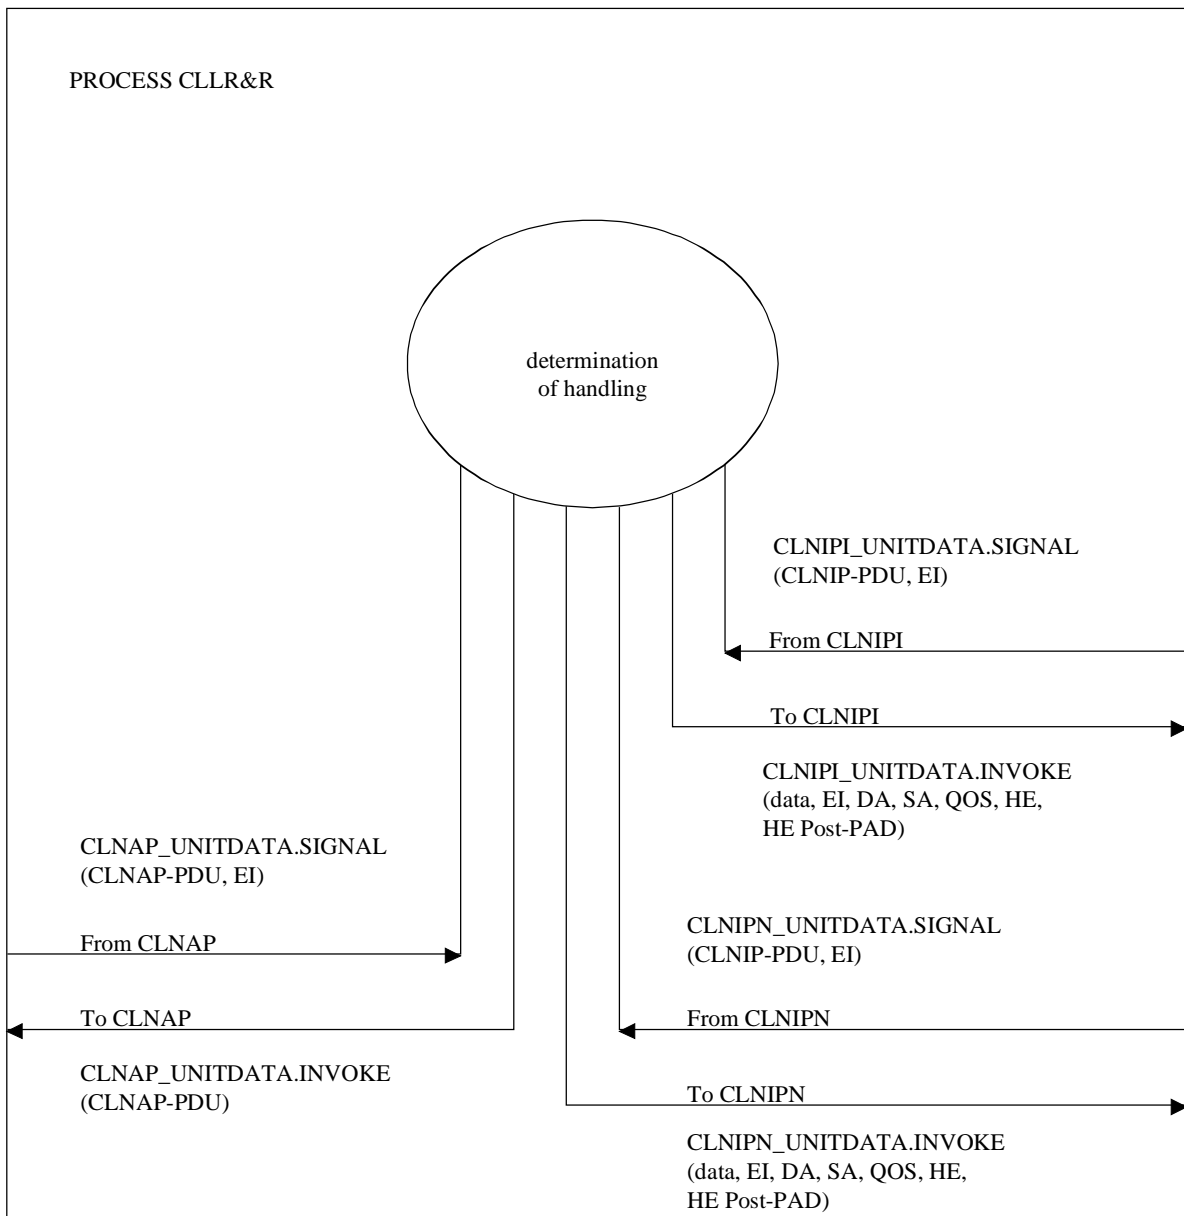 PROCESS CLLR&R
determination
of handling
CLNIPI_UNITDATA.SIGNAL
(CLNIP-PDU, EI)
From CLNIPI
To CLNIPI
CLNIPI_UNITDATA.INVOKE
(data, EI, DA, SA, QOS, HE,
HE Post-PAD)
CLNAP_UNITDATA.SIGNAL
(CLNAP-PDU, EI)
From CLNAP
To CLNAP
CLNAP_UNITDATA.INVOKE
(CLNAP-PDU)
CLNIPN_UNITDATA.SIGNAL
(CLNIP-PDU, EI)
From CLNIPN
To CLNIPN
CLNIPN_UNITDATA.INVOKE
(data, EI, DA, SA, QOS, HE,
HE Post-PAD)